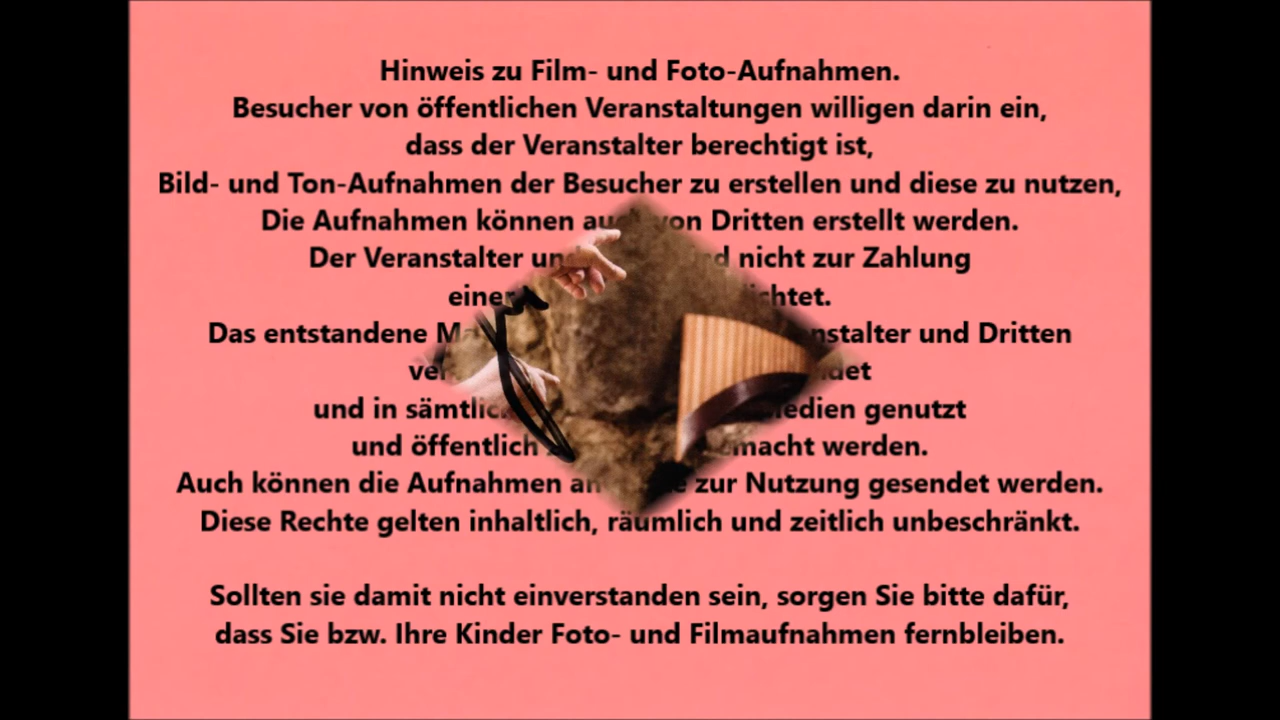 Hinweis zu Film- und Foto-Aufnahmen.
Besucher von öffentlichen Veranstaltungen willigen darin ein,
dass der Veranstalter berechtigt ist,
Bild- und Ton-Aufnahmen der Besucher zu erstellen und diese zu nutzen,
Die Aufnahmen können auch von Dritten erstellt werden.
Der Veranstalter und nicht zur Zahlung
einer
Das entstandene und Dritten
und in genutzt
und öffentlich werden.
Auch können die Aufnahmen zur Nutzung gesendet werden.
Diese Rechte gelten inhaltlich, räumlich und zeitlich unbeschränkt.
Sollten sie damit nicht einverstanden sein, sorgen Sie bitte dafür,
dass Sie bzw. Ihre Kinder Foto- und Filmaufnahmen fernbleiben.